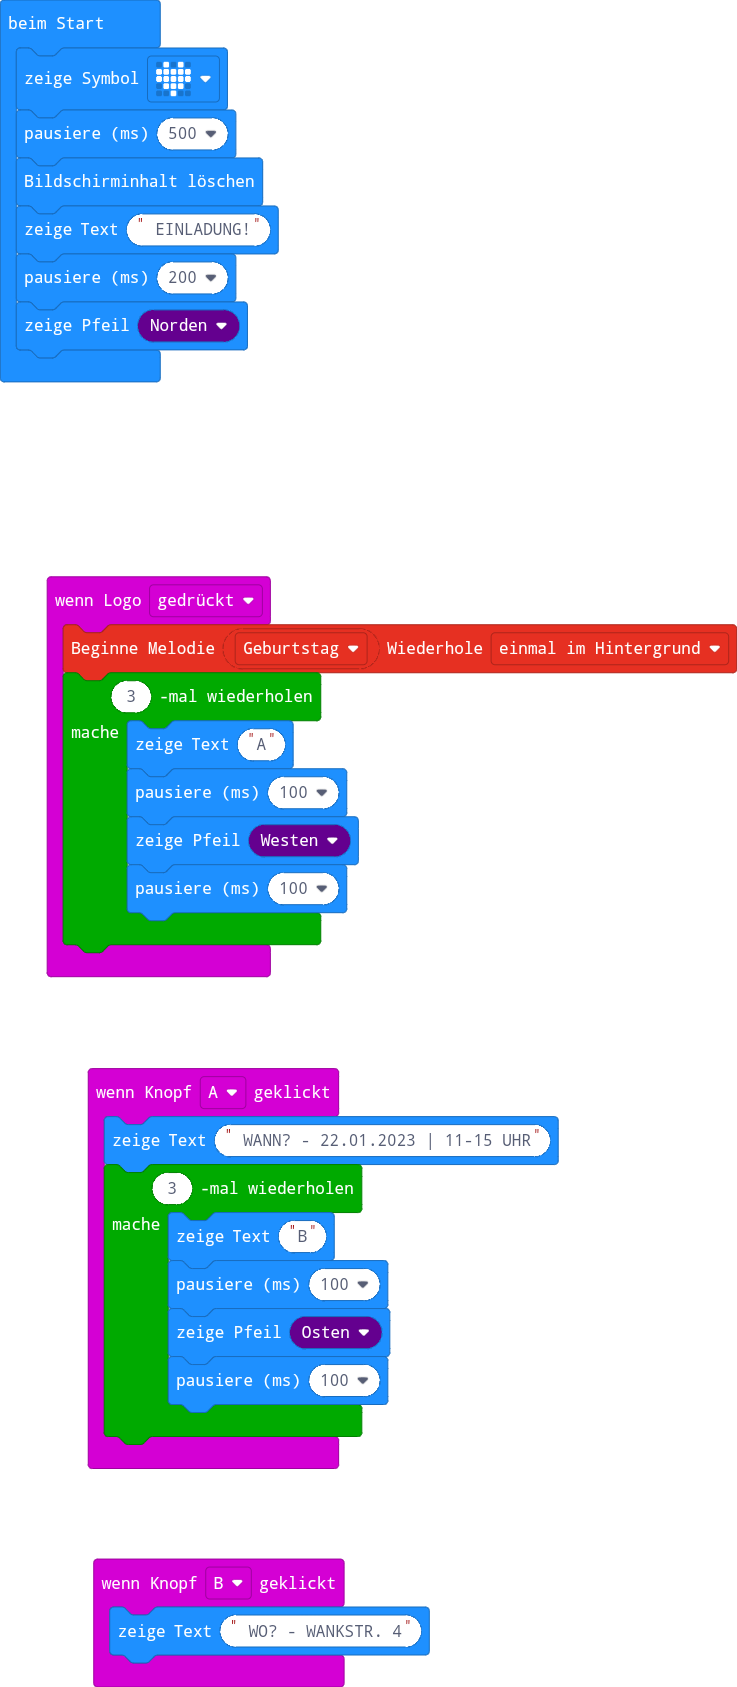 beim Start
zeige Symbol
pausiere (ms) 500
Bildschirminhalt löschen
zeige Text " EINLADUNG!"
pausiere (ms) 200
zeige Pfeil Norden
wenn Logo gedrückt
Beginne Melodie Geburtstag Wiederhole einmal im Hintergrund
3 -mal wiederholen
mache
zeige Text "A"
pausiere (ms) 100
zeige Pfeil Westen
pausiere (ms) 100
wenn Knopf A geklickt
zeige Text " WANN? - 22.01.2023 | 11-15 UHR"
3 -mal wiederholen
mache
zeige Text "B"
pausiere (ms) 100
zeige Pfeil Osten
pausiere (ms) 100
wenn Knopf B geklickt
zeige Text " WO? - WANKSTR. 4"